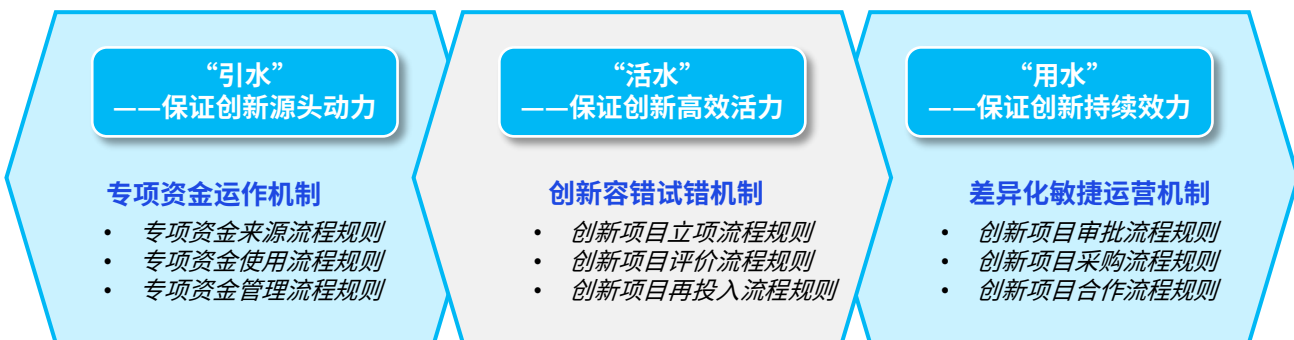 “引水”
——保证创新源头动力
专项资金运作机制
• 专项资金来源流程规则
• 专项资金使用流程规则
• 专项资金管理流程规则
“活水”
——保证创新高效活力
创新容错试错机制
• 创新项目立项流程规则
• 创新项目评价流程规则
• 创新项目再投入流程规则
“用水”
——保证创新持续效力
差异化敏捷运营机制
• 创新项目审批流程规则
• 创新项目采购流程规则
• 创新项目合作流程规则